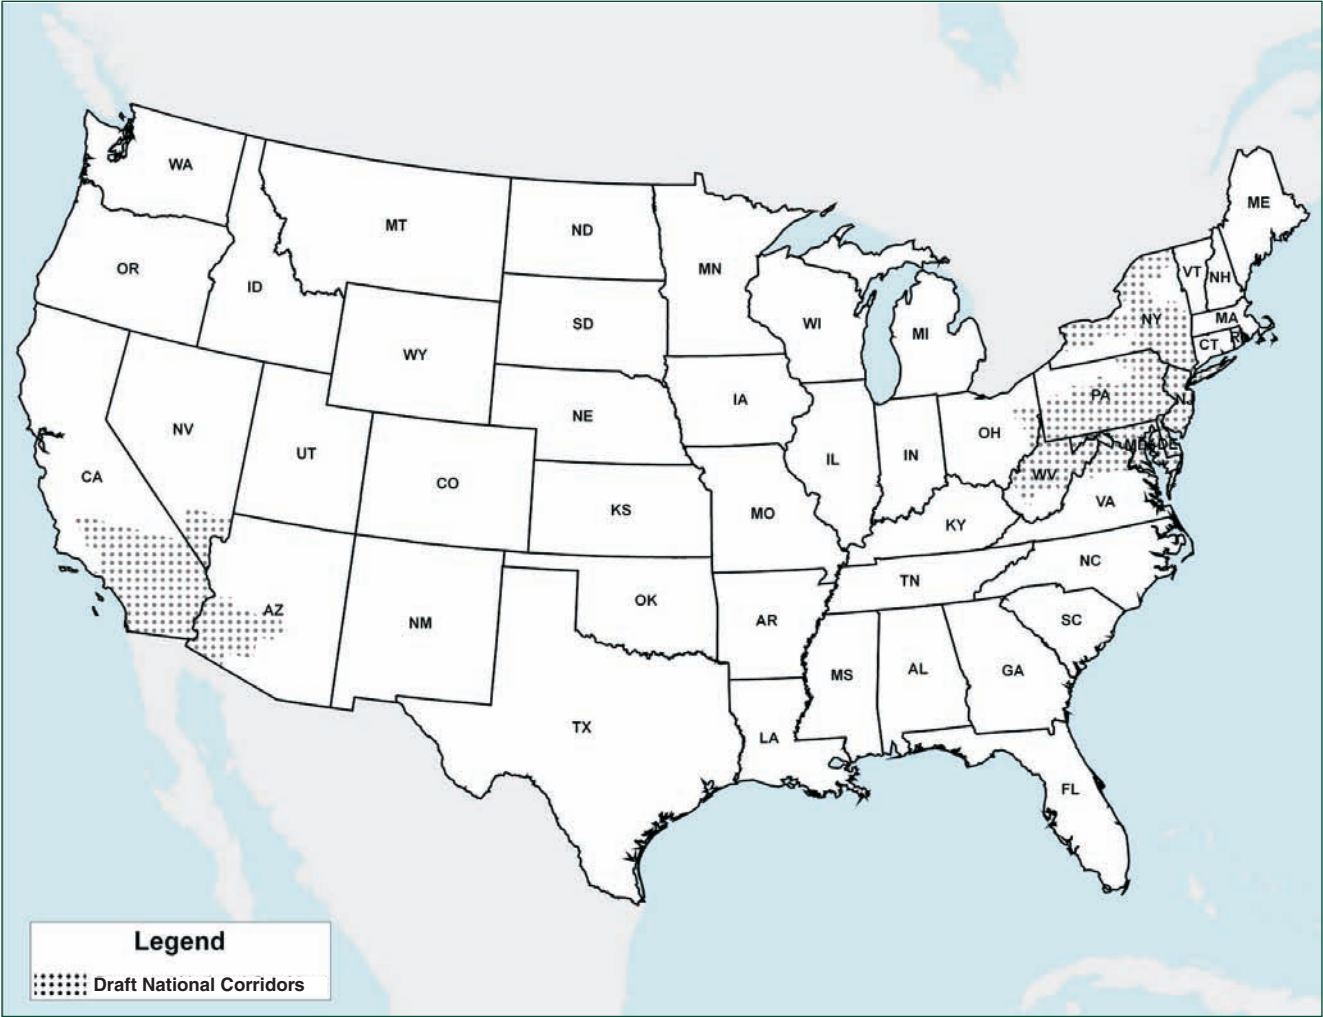 WA
ME
MT
ND
VT
NH
OR
MN
ID
NY
MA
SD
WI
MI
CT
RI
WY
PA
IA
NJ
NE
NV
OH
MD
DE
UT
IL
IN
CA
WV
CO
VA
KS
MO
KY
NC
TN
OK
AZ
AR
SC
NM
MS
AL
GA
TX
LA
FL
Legend
Draft National Corridors